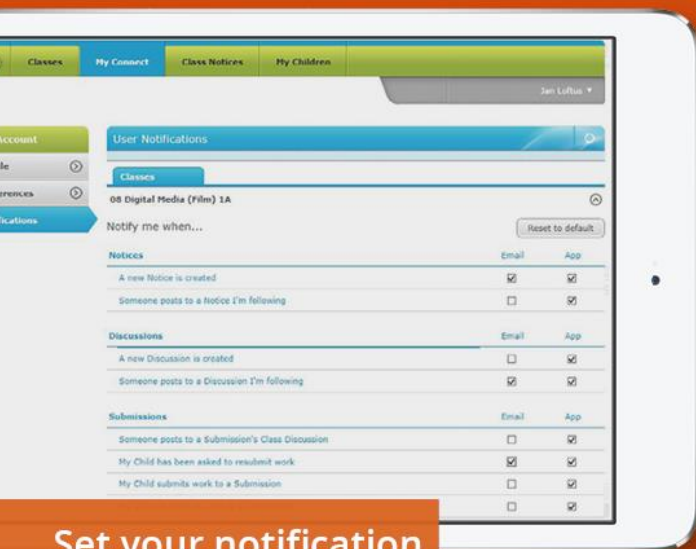 Classes My Connect Class Notices My Children
Jan Loftus
Account
User Notifications
Classes
08 Digital Media (Film) 1A
Notify me when...
Reset to default
Notices Email App
A new Notice is created
Someone posts to a Notice I'm following
Discussions Email App
A new Discussion is created
Someone posts to a Discussion I'm following
Submissions Email App
Someone posts to a Submission's Class Discussion
My Child has been asked to resubmit work
My Child submits work to a Submission
Set your notification